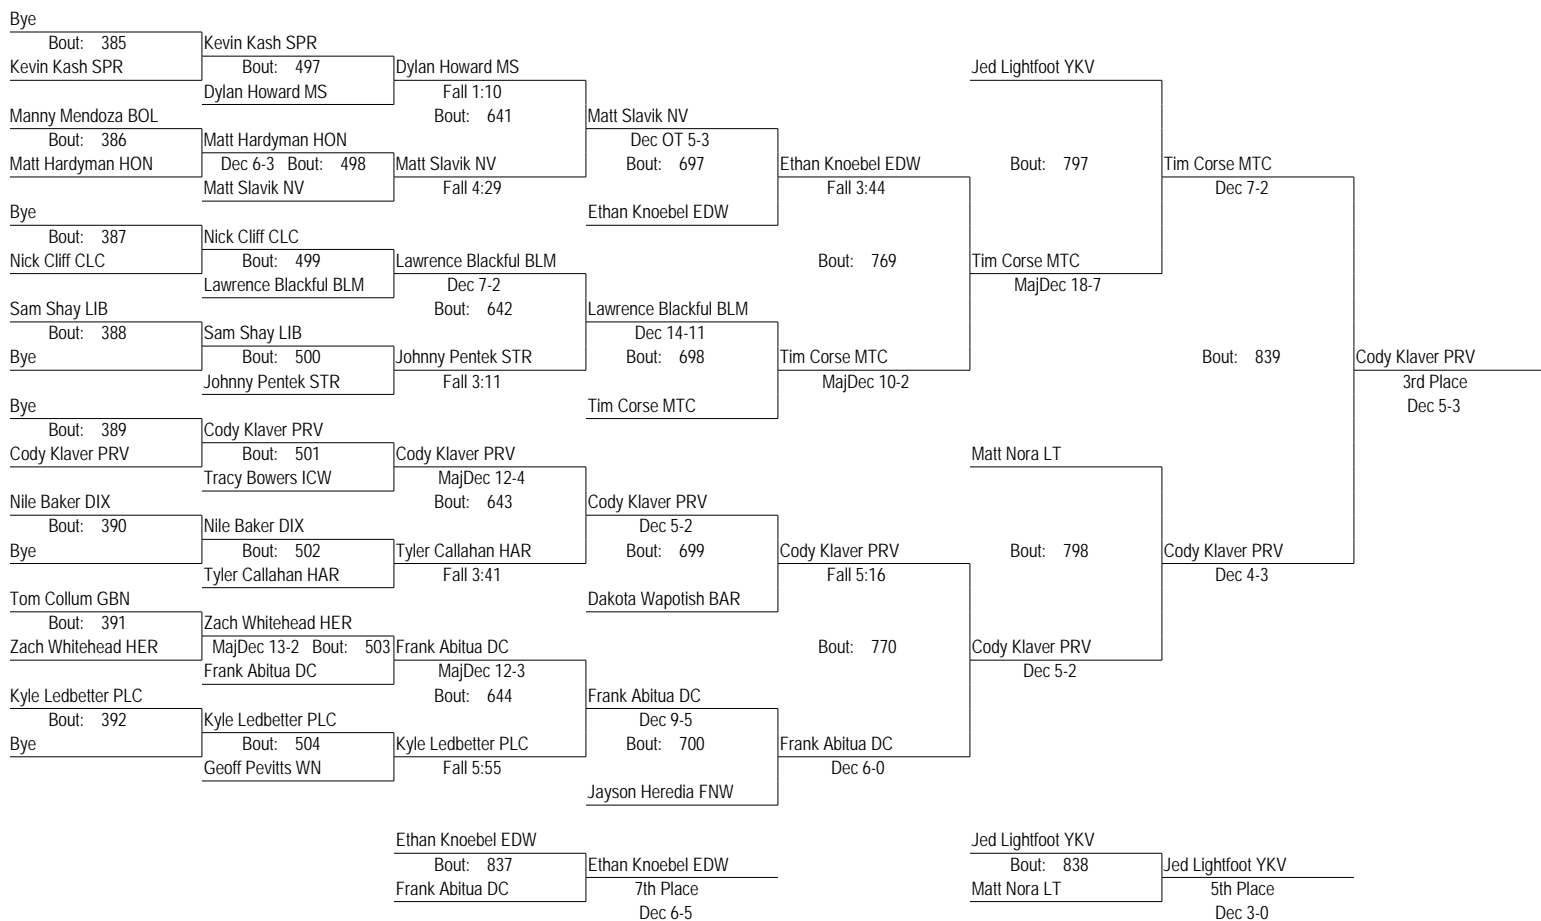 Bye
Bout: 385
Kevin Kash SPR
Kevin Kash SPR
Bout: 497
Dylan Howard MS
Dylan Howard MS
Fall 1:10
Bout: 641
Manny Mendoza BOL
Bout: 386
Matt Hardyman HON
Matt Hardyman HON
Dec 6-3 Bout: 498
Matt Slavik NV
Matt Slavik NV
Fall 4:29
Matt Slavik NV
Dec OT 5-3
Bout: 697
Ethan Knoebel EDW
Ethan Knoebel EDW
Fall 3:44
Bye
Bout: 387
Nick Cliff CLC
Nick Cliff CLC
Bout: 499
Lawrence Blackful BLM
Lawrence Blackful BLM
Dec 7-2
Bout: 642
Sam Shay LIB
Bout: 388
Bye
Sam Shay LIB
Bout: 500
Johnny Pentek STR
Johnny Pentek STR
Fall 3:11
Lawrence Blackful BLM
Dec 14-11
Bout: 698
Tim Corse MTC
Tim Corse MTC
MajDec 10-2
Bout: 769
Tim Corse MTC
MajDec 18-7
Jed Lightfoot YKV
Bout: 797
Tim Corse MTC
Dec 7-2
Bye
Bout: 389
Cody Klaver PRV
Cody Klaver PRV
Bout: 501
Tracy Bowers ICW
Cody Klaver PRV
MajDec 12-4
Bout: 643
Nile Baker DIX
Bout: 390
Bye
Nile Baker DIX
Bout: 502
Tyler Callahan HAR
Tyler Callahan HAR
Fall 3:41
Cody Klaver PRV
Dec 5-2
Bout: 699
Dakota Wapotish BAR
Cody Klaver PRV
Fall 5:16
Tom Collum GBN
Bout: 391
Zach Whitehead HER
Zach Whitehead HER
MajDec 13-2 Bout: 503
Frank Abitua DC
Frank Abitua DC
MajDec 12-3
Bout: 644
Kyle Ledbetter PLC
Bout: 392
Bye
Kyle Ledbetter PLC
Bout: 504
Geoff Pevitts WN
Kyle Ledbetter PLC
Fall 5:55
Frank Abitua DC
Dec 9-5
Bout: 700
Jayson Heredia FNW
Frank Abitua DC
Dec 6-0
Bout: 770
Cody Klaver PRV
Dec 5-2
Matt Nora LT
Bout: 798
Cody Klaver PRV
Dec 4-3
Bout: 839
Cody Klaver PRV
3rd Place
Dec 5-3
Ethan Knoebel EDW
Bout: 837
Frank Abitua DC
Ethan Knoebel EDW
7th Place
Dec 6-5
Jed Lightfoot YKV
Bout: 838
Matt Nora LT
Jed Lightfoot YKV
5th Place
Dec 3-0